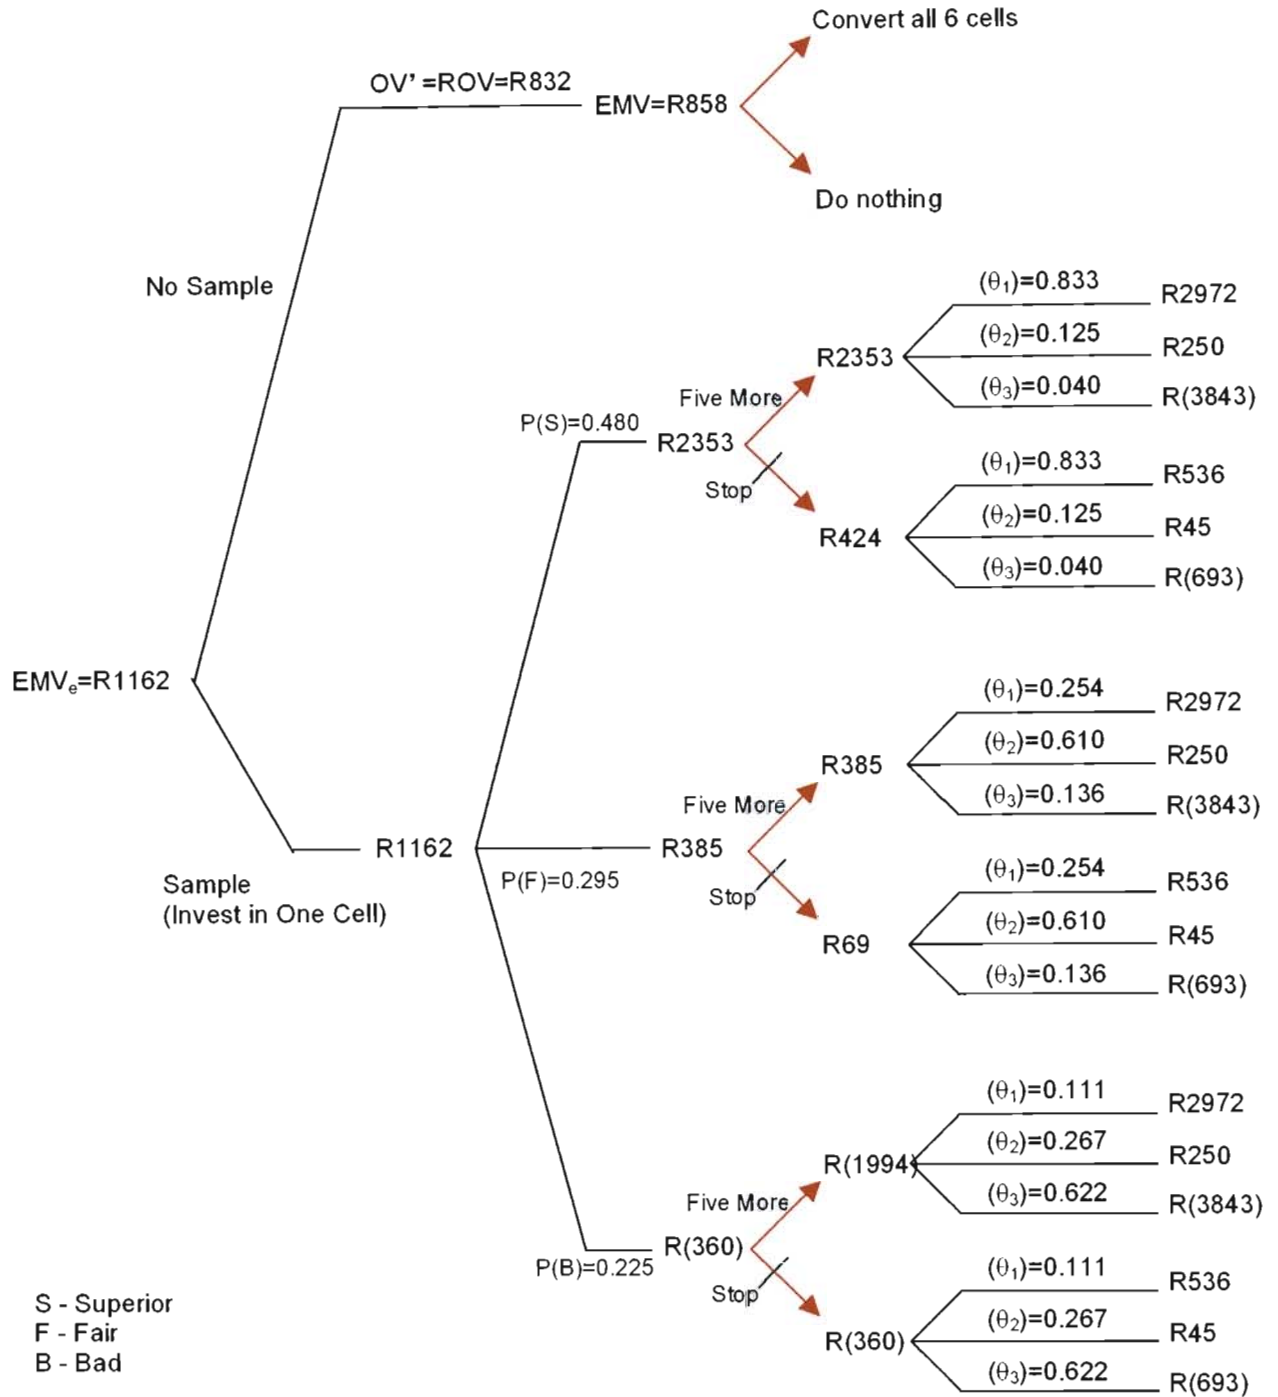 Convert all 6 cells
OV' =ROV=R832
EMV=R858
Do nothing
No Sample
(θ₁)=0.833
R2972
(θ₂)=0.125
R250
R2353
(θ₃)=0.040
R(3843)
Five More
P(S)=0.480
R2353
Stop
(θ₁)=0.833
R536
(θ₂)=0.125
R45
R424
(θ₃)=0.040
R(693)
EMVₑ=R1162
(θ₁)=0.254
R2972
(θ₂)=0.610
R250
R385
(θ₃)=0.136
R(3843)
Five More
R1162
R385
P(F)=0.295
Stop
Sample
(Invest in One Cell)
(θ₁)=0.254
R536
(θ₂)=0.610
R45
R69
(θ₃)=0.136
R(693)
(θ₁)=0.111
R2972
(θ₂)=0.267
R250
R(1994)
(θ₃)=0.622
R(3843)
Five More
R(360)
P(B)=0.225
Stop
(θ₁)=0.111
R536
(θ₂)=0.267
R45
R(360)
(θ₃)=0.622
R(693)
S - Superior
F - Fair
B - Bad